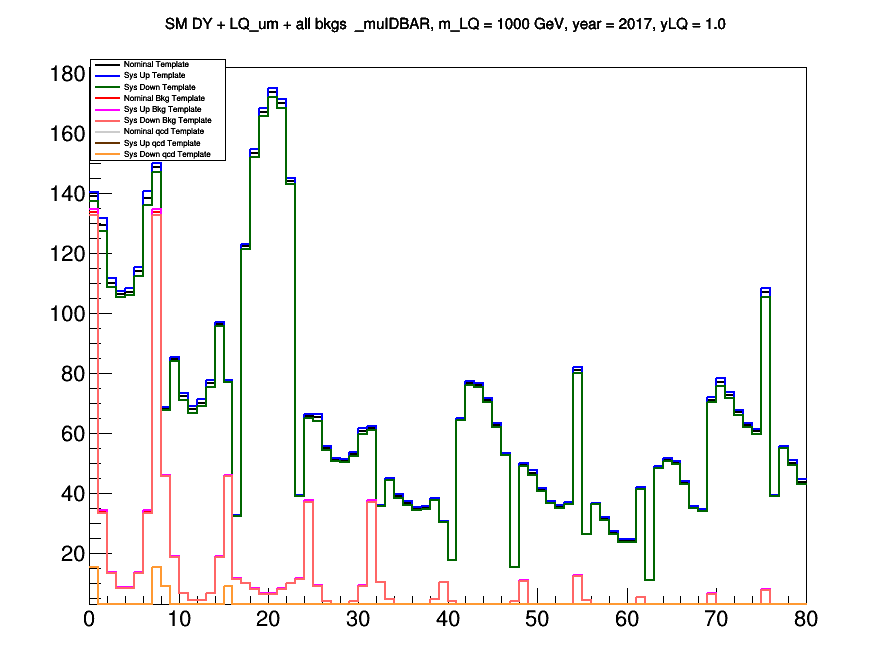 SM DY + LQ_um + all bkgs _muIDBAR, m_LQ = 1000 GeV, year = 2017, yLQ = 1.0
Nominal Template
Sys Up Template
Sys Down Template
Nominal Bkg Template
Sys Up Bkg Template
Sys Down Bkg Template
Nominal qcd Template
Sys Up qcd Template
Sys Down qcd Template
180
160
140
120
100
80
60
40
20
0 10 20 30 40 50 60 70 80